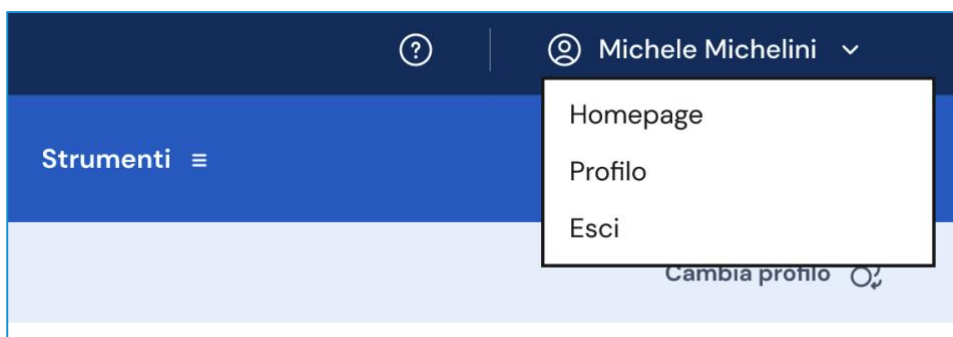 Michele Michelini
Homepage
Strumenti
Profilo
Esci
Cambia profilo